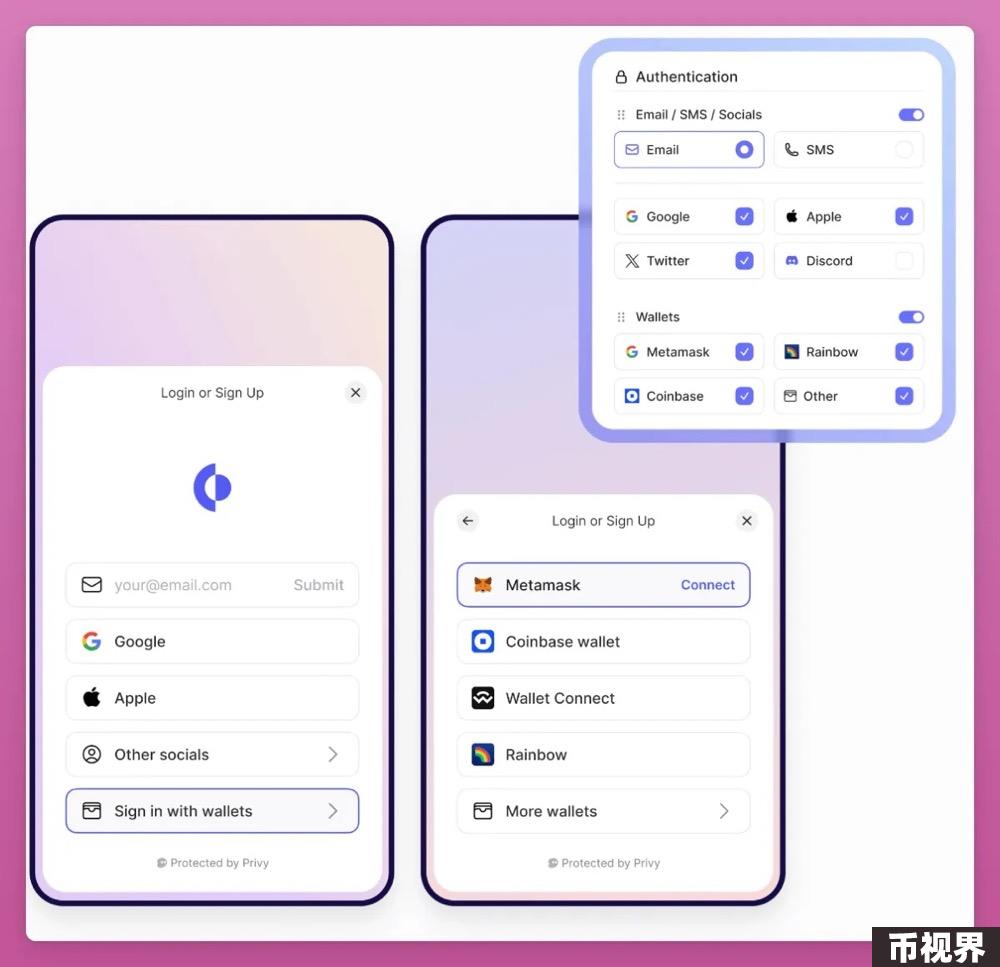 Authentication
Email / SMS / Socials
Email
SMS
Google
Apple
Twitter
Discord
Wallets
Metamask
Rainbow
Coinbase
Other
Login or Sign Up
your@email.com
Submit
Google
Apple
Other socials
Sign in with wallets
Protected by Privy
Login or Sign Up
Metamask
Connect
Coinbase wallet
Wallet Connect
Rainbow
More wallets
Protected by Privy
币视界